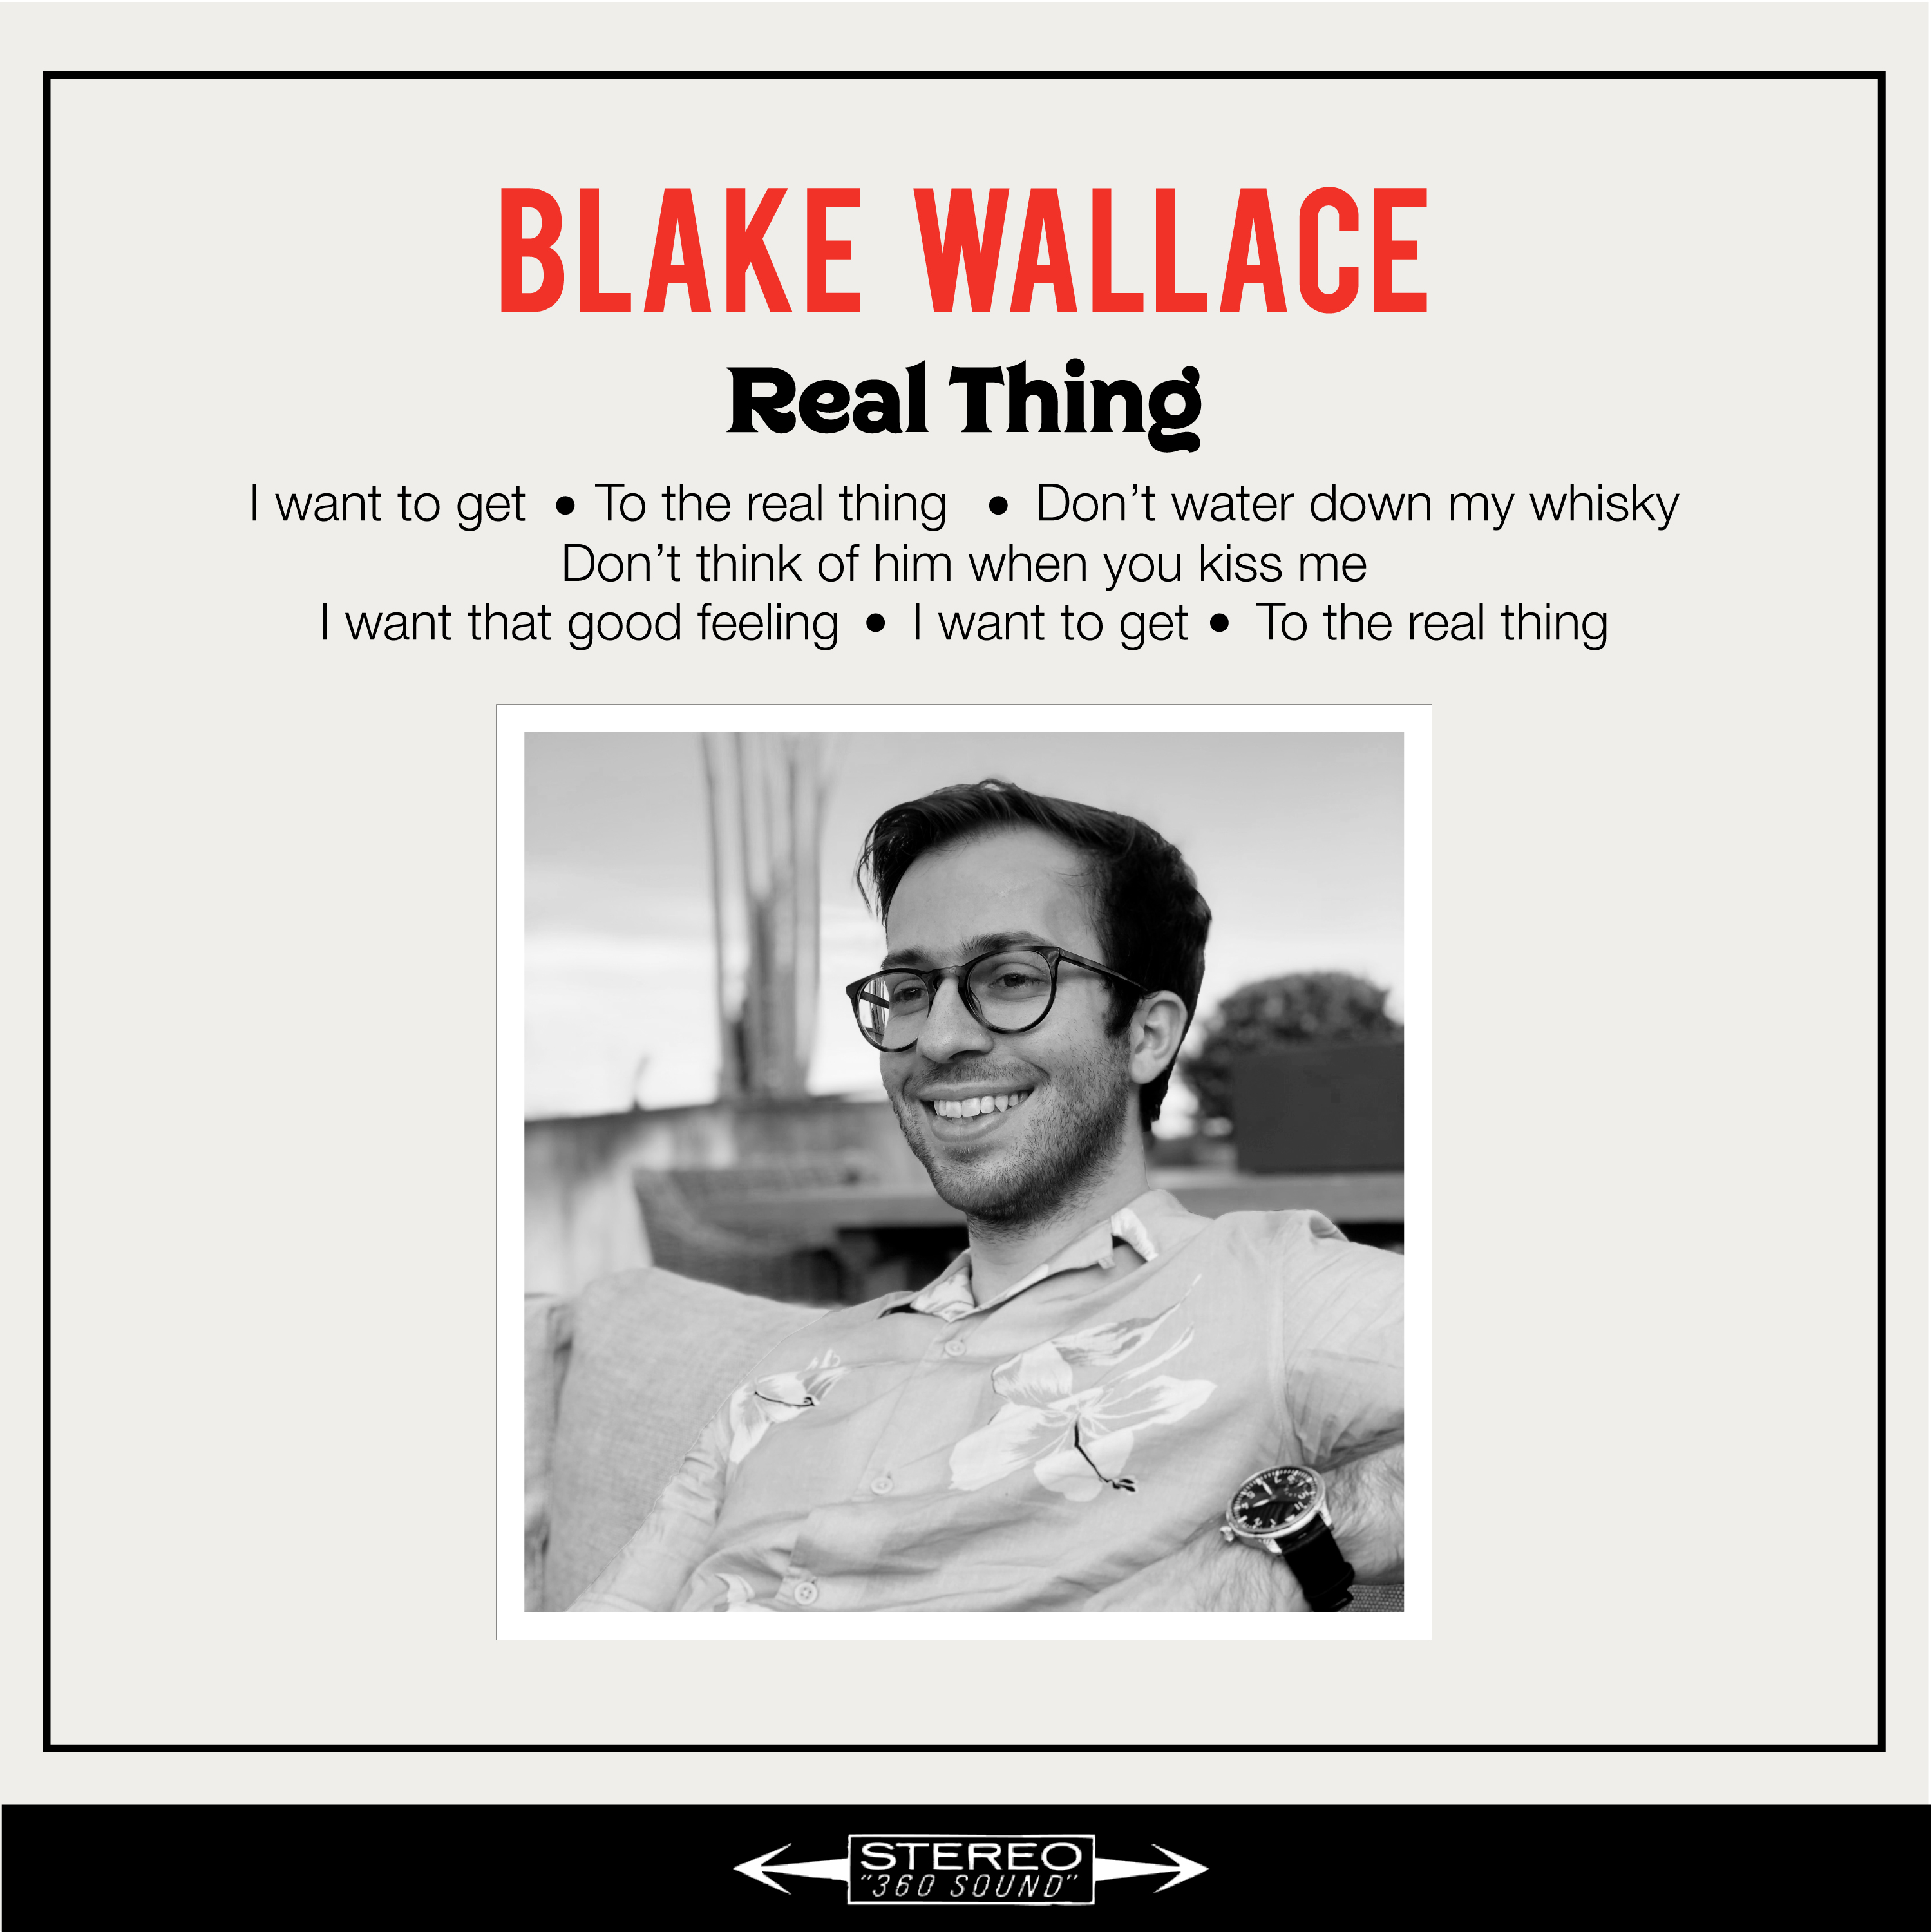 BLAKE WALLACE
Real Thing
I want to get • To the real thing • Don’t water down my whisky
Don’t think of him when you kiss me
I want that good feeling • I want to get • To the real thing
STEREO
"360 SOUND"